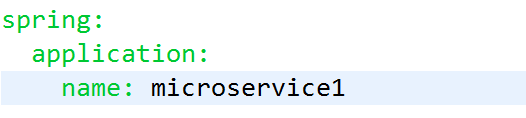 spring:
  application:
    name: microservice1